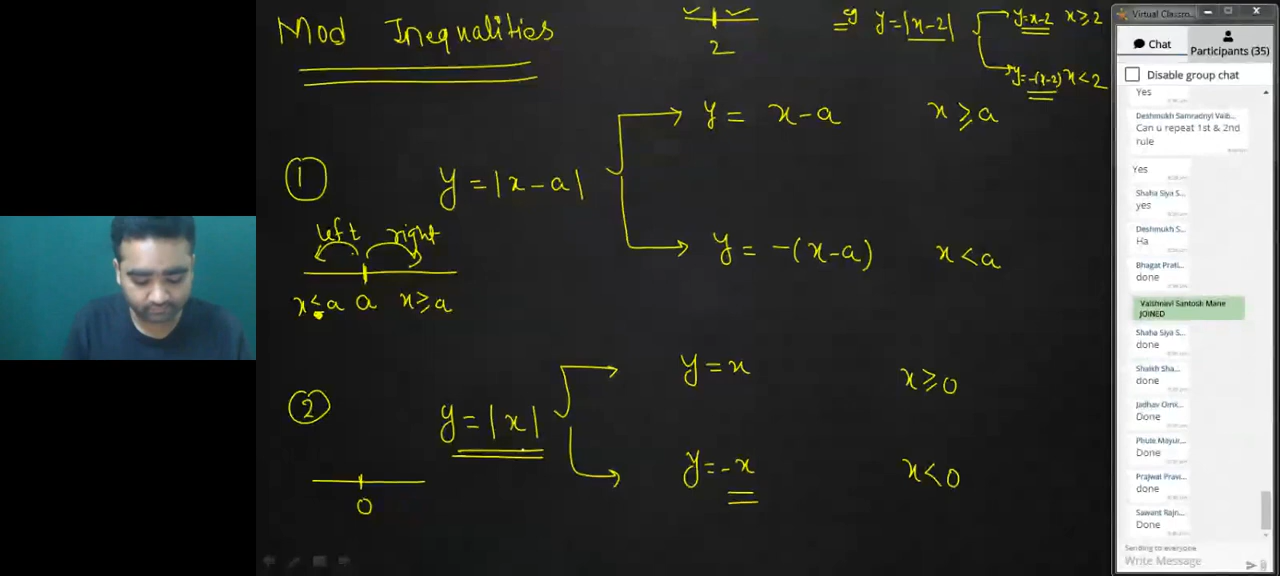 Mod Inequalities
2
eg y=|x-2|
y=x-2 x≥2
y=-(x-2) x<2
y = x-a x≥a
①
y=|x-a|
left right
y = -(x-a) x<a
x<a a x≥a
y=x x≥0
②
y=|x|
y=-x x<0
0
Virtual Classro...
Chat
Participants (35)
Disable group chat
Yes
Deshmukh Samradnyi Vaib...
Can u repeat 1st & 2nd
rule
Yes
Shaha Siya S...
yes
Deshmukh S...
Ha
Bhagat Prati...
done
Vaishnavi Santosh Mane
JOINED
Shaha Siya S...
done
Shaikh Sha...
done
Jadhav Omk...
Done
Phute Mayur...
Done
Prajwal Pravi...
done
Sawant Rajn...
Done
Sending to everyone
Write Message